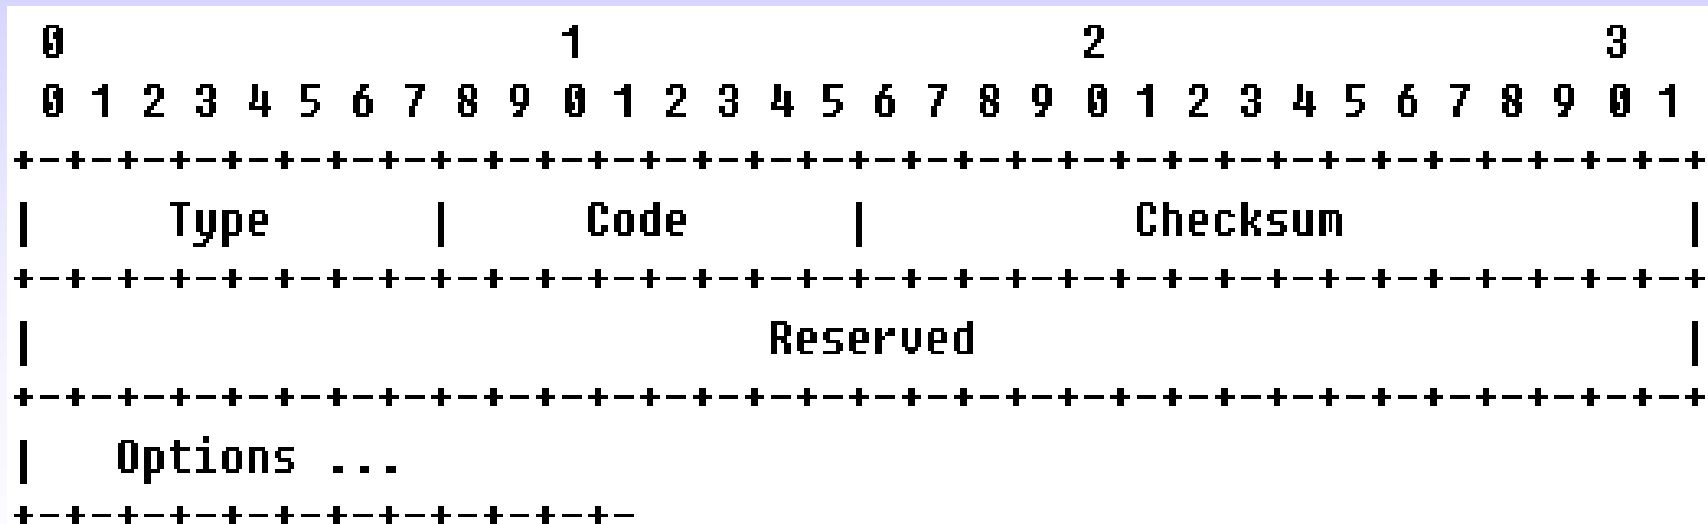 0                   1                   2                   3
 0 1 2 3 4 5 6 7 8 9 0 1 2 3 4 5 6 7 8 9 0 1 2 3 4 5 6 7 8 9 0 1
+-+-+-+-+-+-+-+-+-+-+-+-+-+-+-+-+-+-+-+-+-+-+-+-+-+-+-+-+-+-+-+-+
|     Type      |     Code      |          Checksum             |
+-+-+-+-+-+-+-+-+-+-+-+-+-+-+-+-+-+-+-+-+-+-+-+-+-+-+-+-+-+-+-+-+
|                            Reserved                           |
+-+-+-+-+-+-+-+-+-+-+-+-+-+-+-+-+-+-+-+-+-+-+-+-+-+-+-+-+-+-+-+-+
|   Options ...
+-+-+-+-+-+-+-+-+-+-+-+-